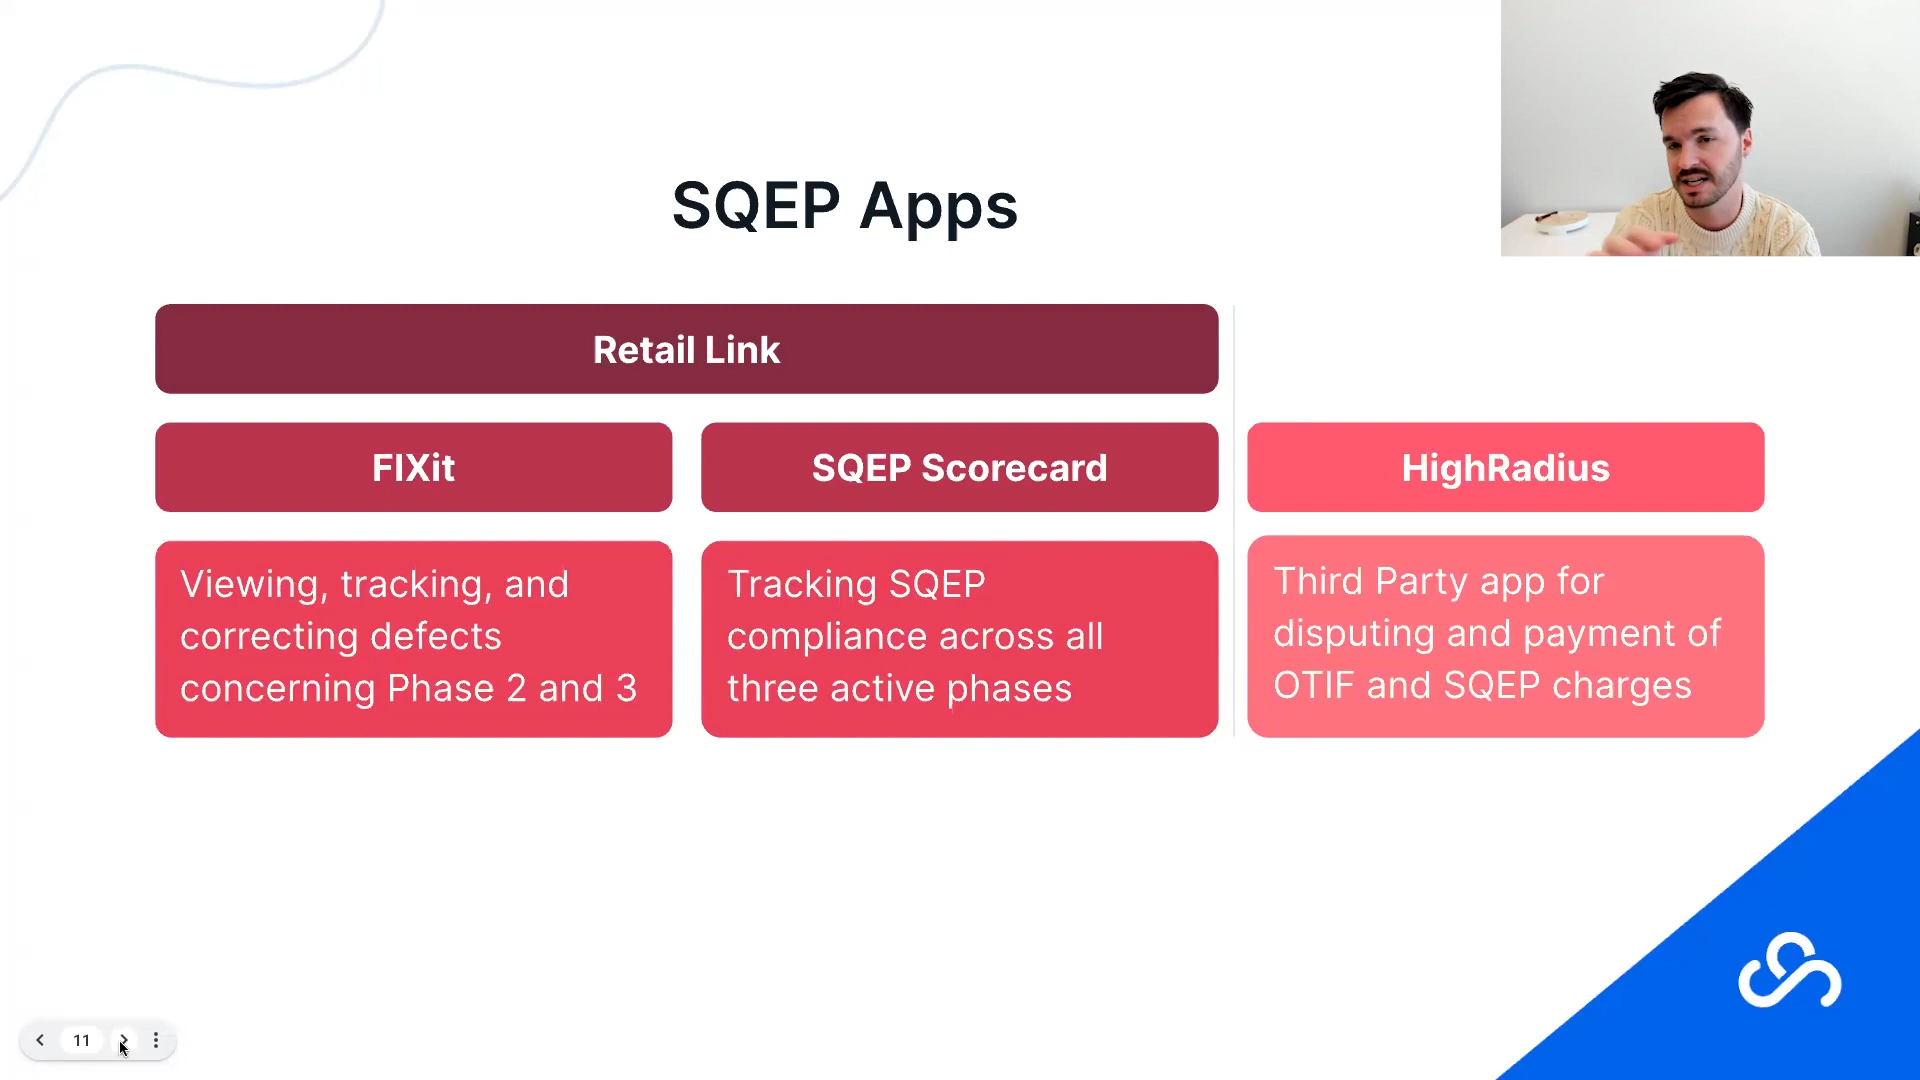 SQEP Apps
Retail Link
FIXit
SQEP Scorecard
HighRadius
Viewing, tracking, and
correcting defects
concerning Phase 2 and 3
Tracking SQEP
compliance across all
three active phases
Third Party app for
disputing and payment of
OTIF and SQEP charges
11